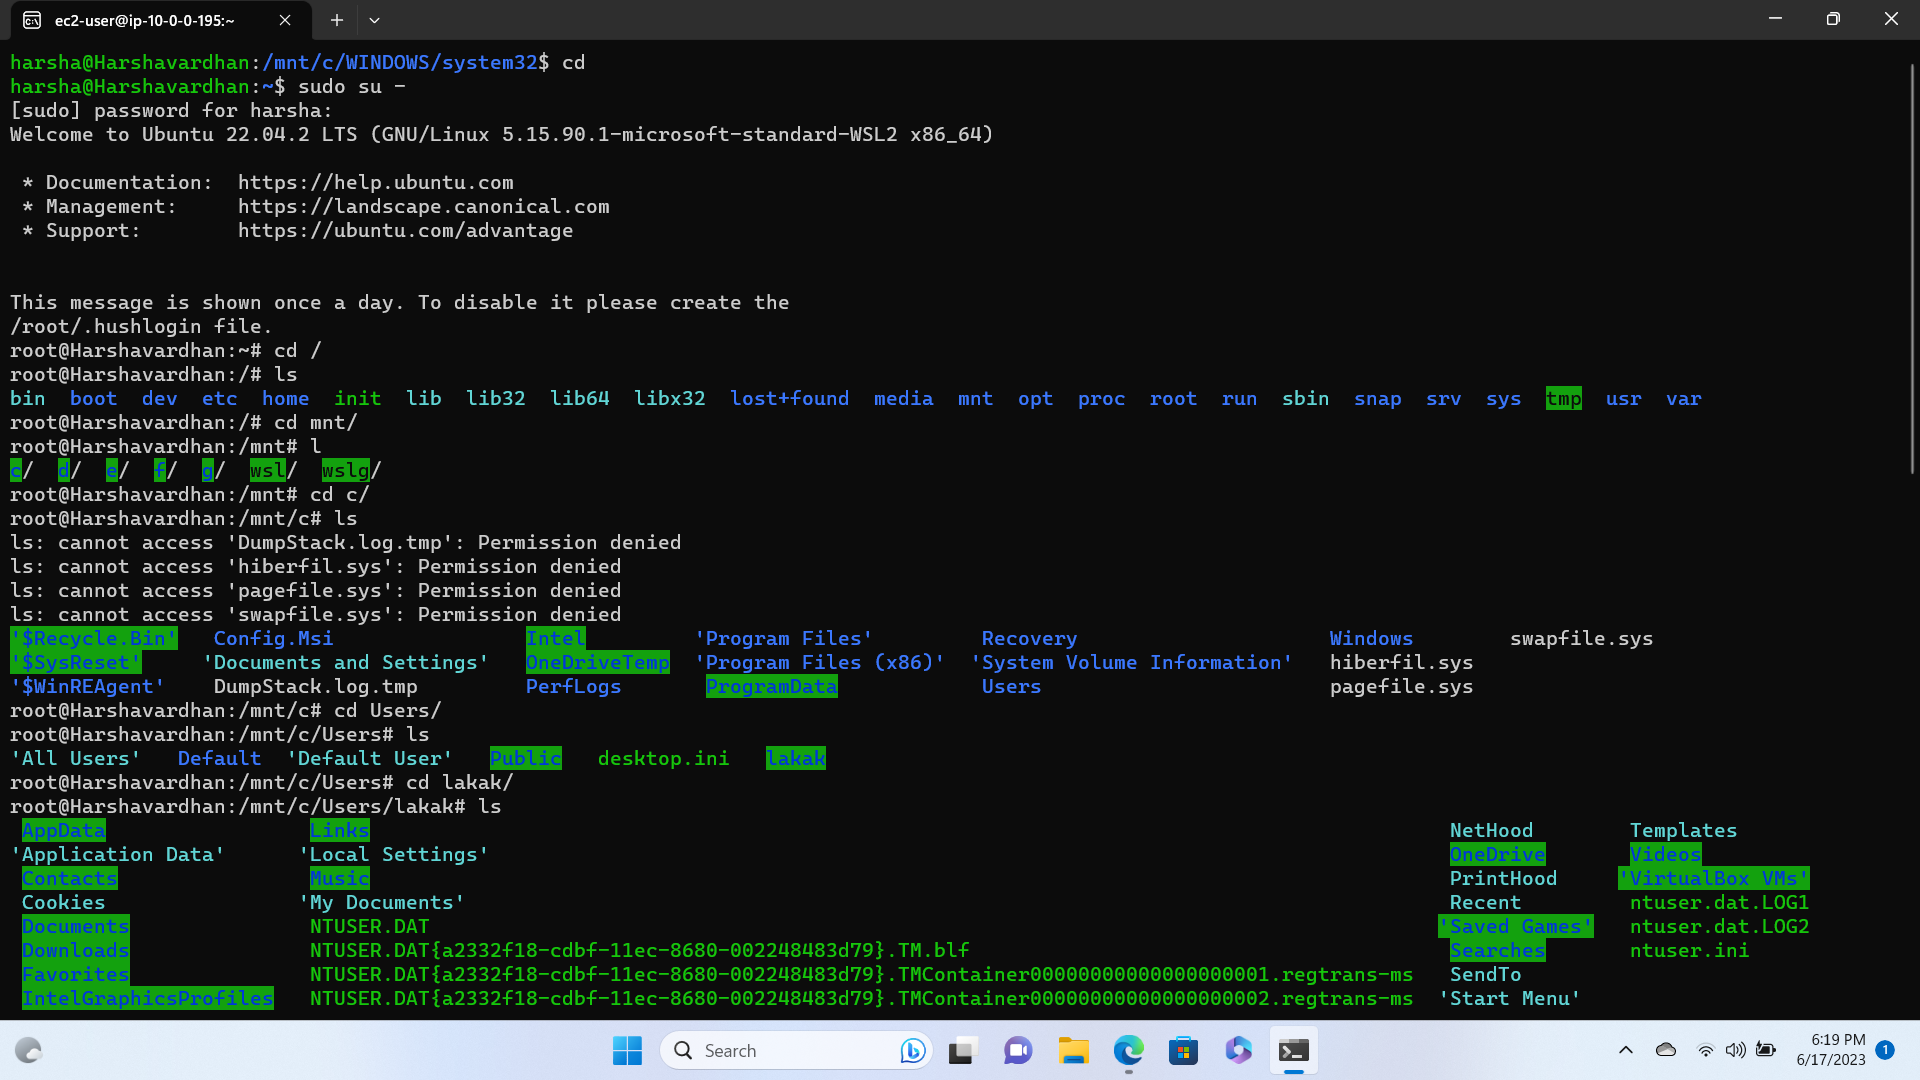 ec2-user@ip-10-0-0-195:~
harsha@Harshavardhan:/mnt/c/WINDOWS/system32$ cd
harsha@Harshavardhan:~$ sudo su -
[sudo] password for harsha:
Welcome to Ubuntu 22.04.2 LTS (GNU/Linux 5.15.90.1-microsoft-standard-WSL2 x86_64)
* Documentation:  https://help.ubuntu.com
* Management:     https://landscape.canonical.com
* Support:        https://ubuntu.com/advantage
This message is shown once a day. To disable it please create the
/root/.hushlogin file.
root@Harshavardhan:~# cd /
root@Harshavardhan:/# ls
bin  boot  dev  etc  home  init  lib  lib32  lib64  libx32  lost+found  media  mnt  opt  proc  root  run  sbin  snap  srv  sys  tmp  usr  var
root@Harshavardhan:/# cd mnt/
root@Harshavardhan:/mnt# l
c/  d/  e/  f/  g/  wsl/  wslg/
root@Harshavardhan:/mnt# cd c/
root@Harshavardhan:/mnt/c# ls
ls: cannot access 'DumpStack.log.tmp': Permission denied
ls: cannot access 'hiberfil.sys': Permission denied
ls: cannot access 'pagefile.sys': Permission denied
ls: cannot access 'swapfile.sys': Permission denied
'$Recycle.Bin'   Config.Msi                Intel         'Program Files'         Recovery                     Windows        swapfile.sys
'$SysReset'     'Documents and Settings'   OneDriveTemp  'Program Files (x86)'  'System Volume Information'   hiberfil.sys
'$WinREAgent'    DumpStack.log.tmp         PerfLogs       ProgramData            Users                        pagefile.sys
root@Harshavardhan:/mnt/c# cd Users/
root@Harshavardhan:/mnt/c/Users# ls
'All Users'   Default  'Default User'   Public   desktop.ini   lakak
root@Harshavardhan:/mnt/c/Users# cd lakak/
root@Harshavardhan:/mnt/c/Users/lakak# ls
AppData                 Links                                                                                          NetHood        Templates
'Application Data'      'Local Settings'                                                                                OneDrive       Videos
Contacts                Music                                                                                          PrintHood     'VirtualBox VMs'
Cookies                'My Documents'                                                                                  Recent         ntuser.dat.LOG1
Documents               NTUSER.DAT                                                                                    'Saved Games'   ntuser.dat.LOG2
Downloads               NTUSER.DAT{a2332f18-cdbf-11ec-8680-002248483d79}.TM.blf                                        Searches       ntuser.ini
Favorites               NTUSER.DAT{a2332f18-cdbf-11ec-8680-002248483d79}.TMContainer00000000000000000001.regtrans-ms   SendTo
IntelGraphicsProfiles   NTUSER.DAT{a2332f18-cdbf-11ec-8680-002248483d79}.TMContainer00000000000000000002.regtrans-ms  'Start Menu'
Search
6:19 PM
6/17/2023
1